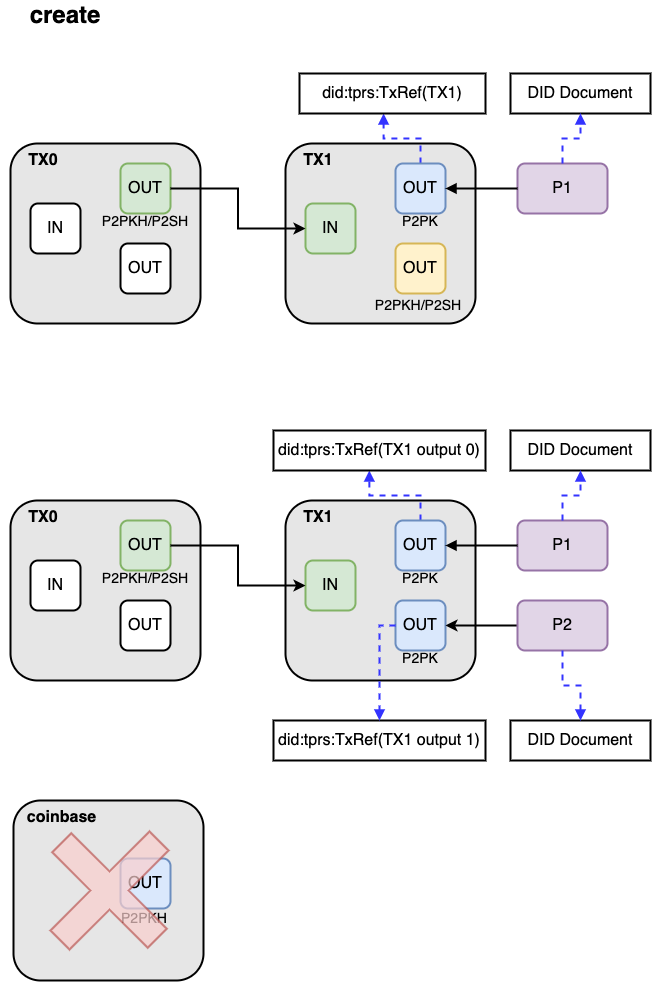 create
did:tprs:TxRef(TX1)
DID Document
TX0
OUT
P2PKH/P2SH
IN
OUT
TX1
OUT
P2PK
IN
OUT
P2PKH/P2SH
P1
did:tprs:TxRef(TX1 output 0)
DID Document
TX0
OUT
P2PKH/P2SH
IN
OUT
TX1
OUT
P2PK
IN
OUT
P2PK
P1
P2
did:tprs:TxRef(TX1 output 1)
DID Document
coinbase
OUT
P2PKH